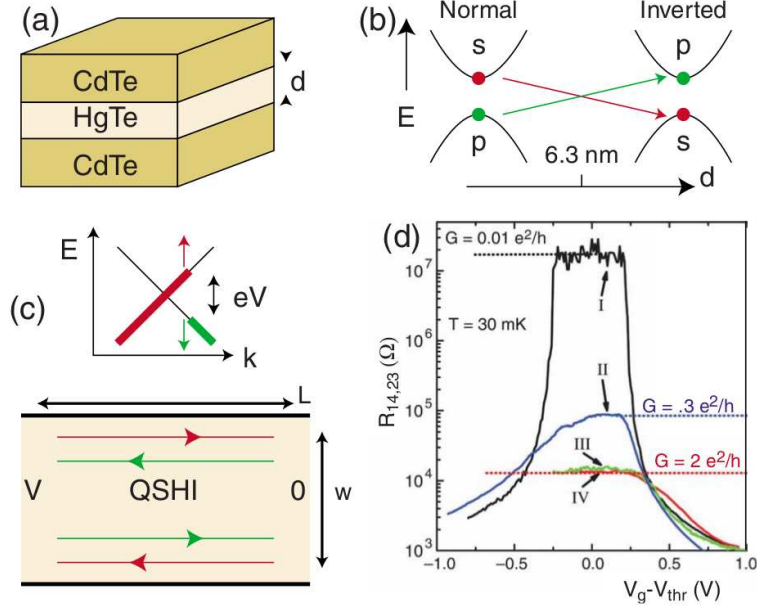 (a)
CdTe
HgTe
CdTe
d
(b)
Normal
Inverted
s
p
p
s
E
6.3 nm
d
(c)
E
eV
k
L
V
QSHI
0
w
(d)
G = 0.01 e²/h
10⁷
I
T = 30 mK
10⁶
R₁₄,₂₃ (Ω)
II
10⁵
G = .3 e²/h
III
G = 2 e²/h
10⁴
IV
10³
−1.0
−0.5
0.0
0.5
1.0
V_g-V_thr (V)